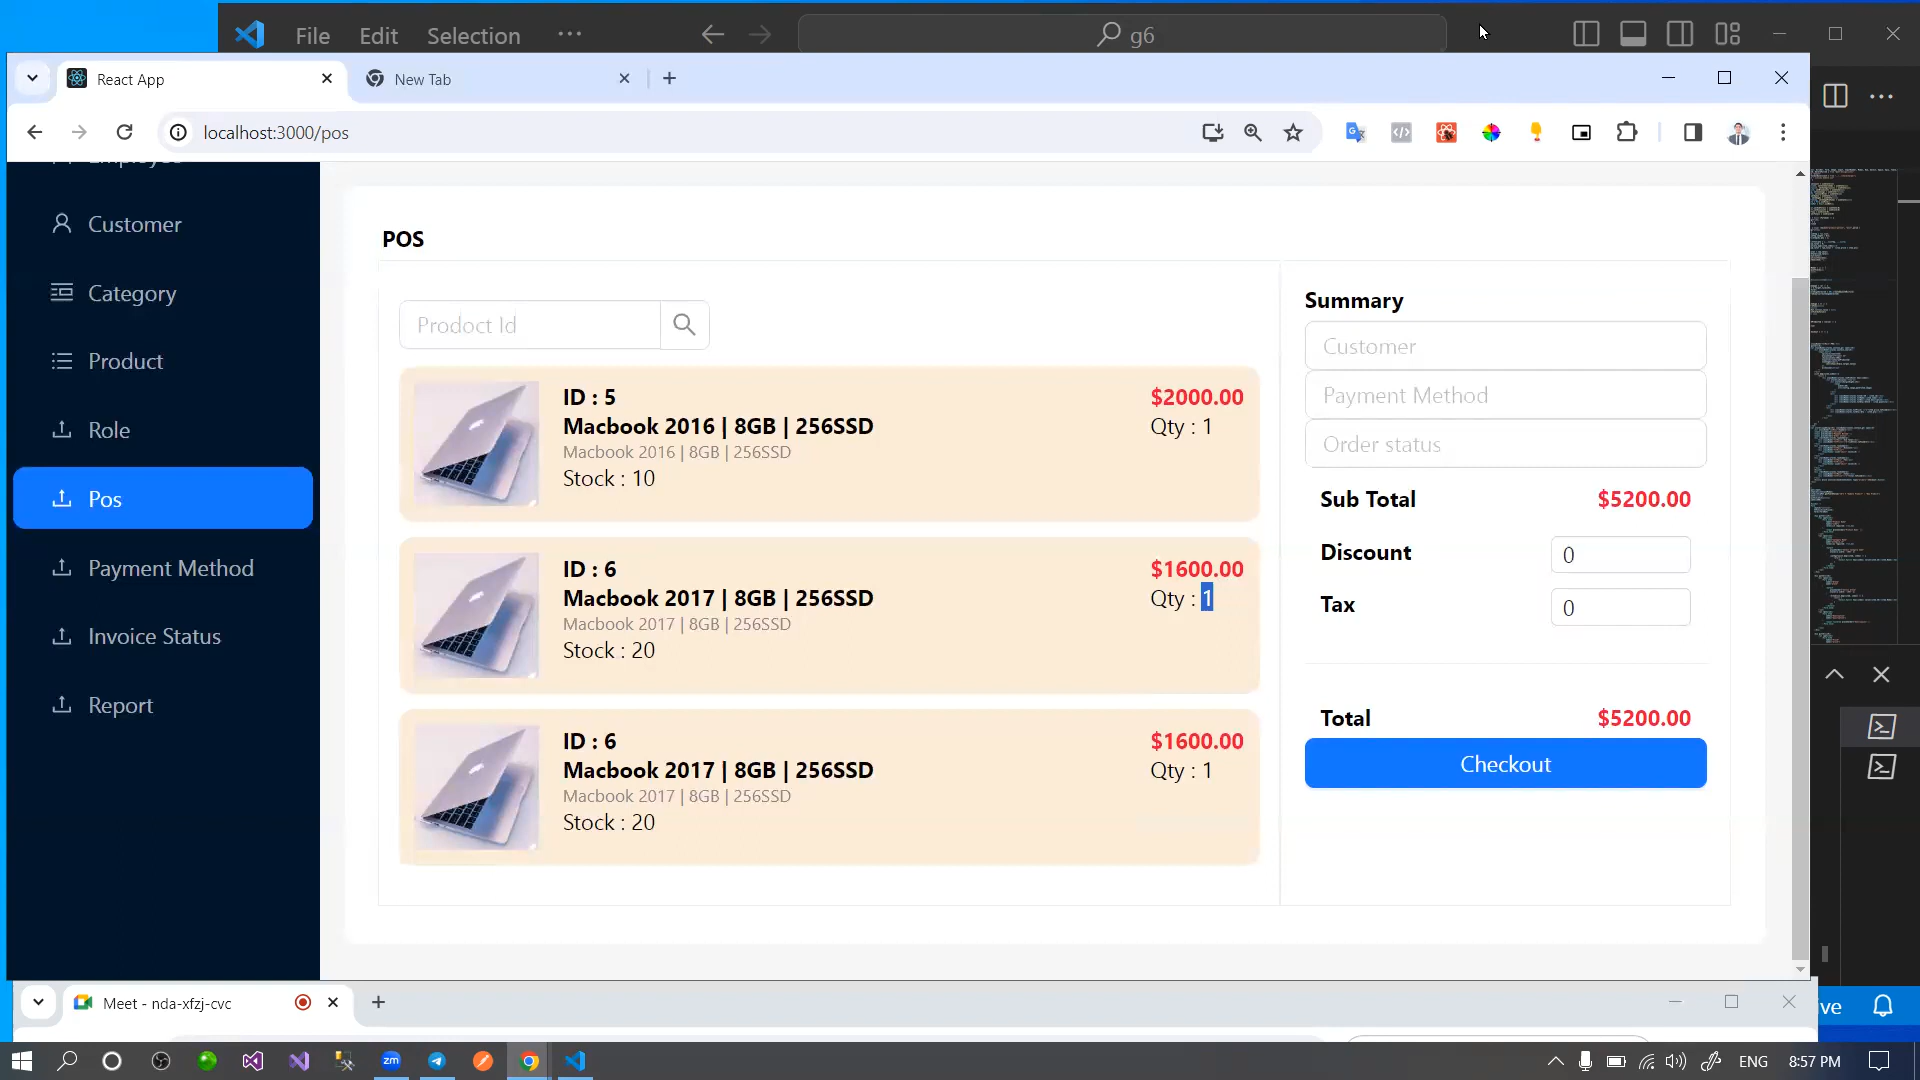 File Edit Selection ···
g6
React App
New Tab
localhost:3000/pos
Employee
Customer
Category
Product
Role
Pos
Payment Method
Invoice Status
Report
POS
Product Id
ID : 5
Macbook 2016 | 8GB | 256SSD
Macbook 2016 | 8GB | 256SSD
Stock : 10
$2000.00
Qty : 1
ID : 6
Macbook 2017 | 8GB | 256SSD
Macbook 2017 | 8GB | 256SSD
Stock : 20
$1600.00
Qty : 1
ID : 6
Macbook 2017 | 8GB | 256SSD
Macbook 2017 | 8GB | 256SSD
Stock : 20
$1600.00
Qty : 1
Summary
Customer
Payment Method
Order status
Sub Total $5200.00
Discount 0
Tax 0
Total $5200.00
Checkout
Meet - nda-xfzj-cvc
ive
zm
ENG 8:57 PM